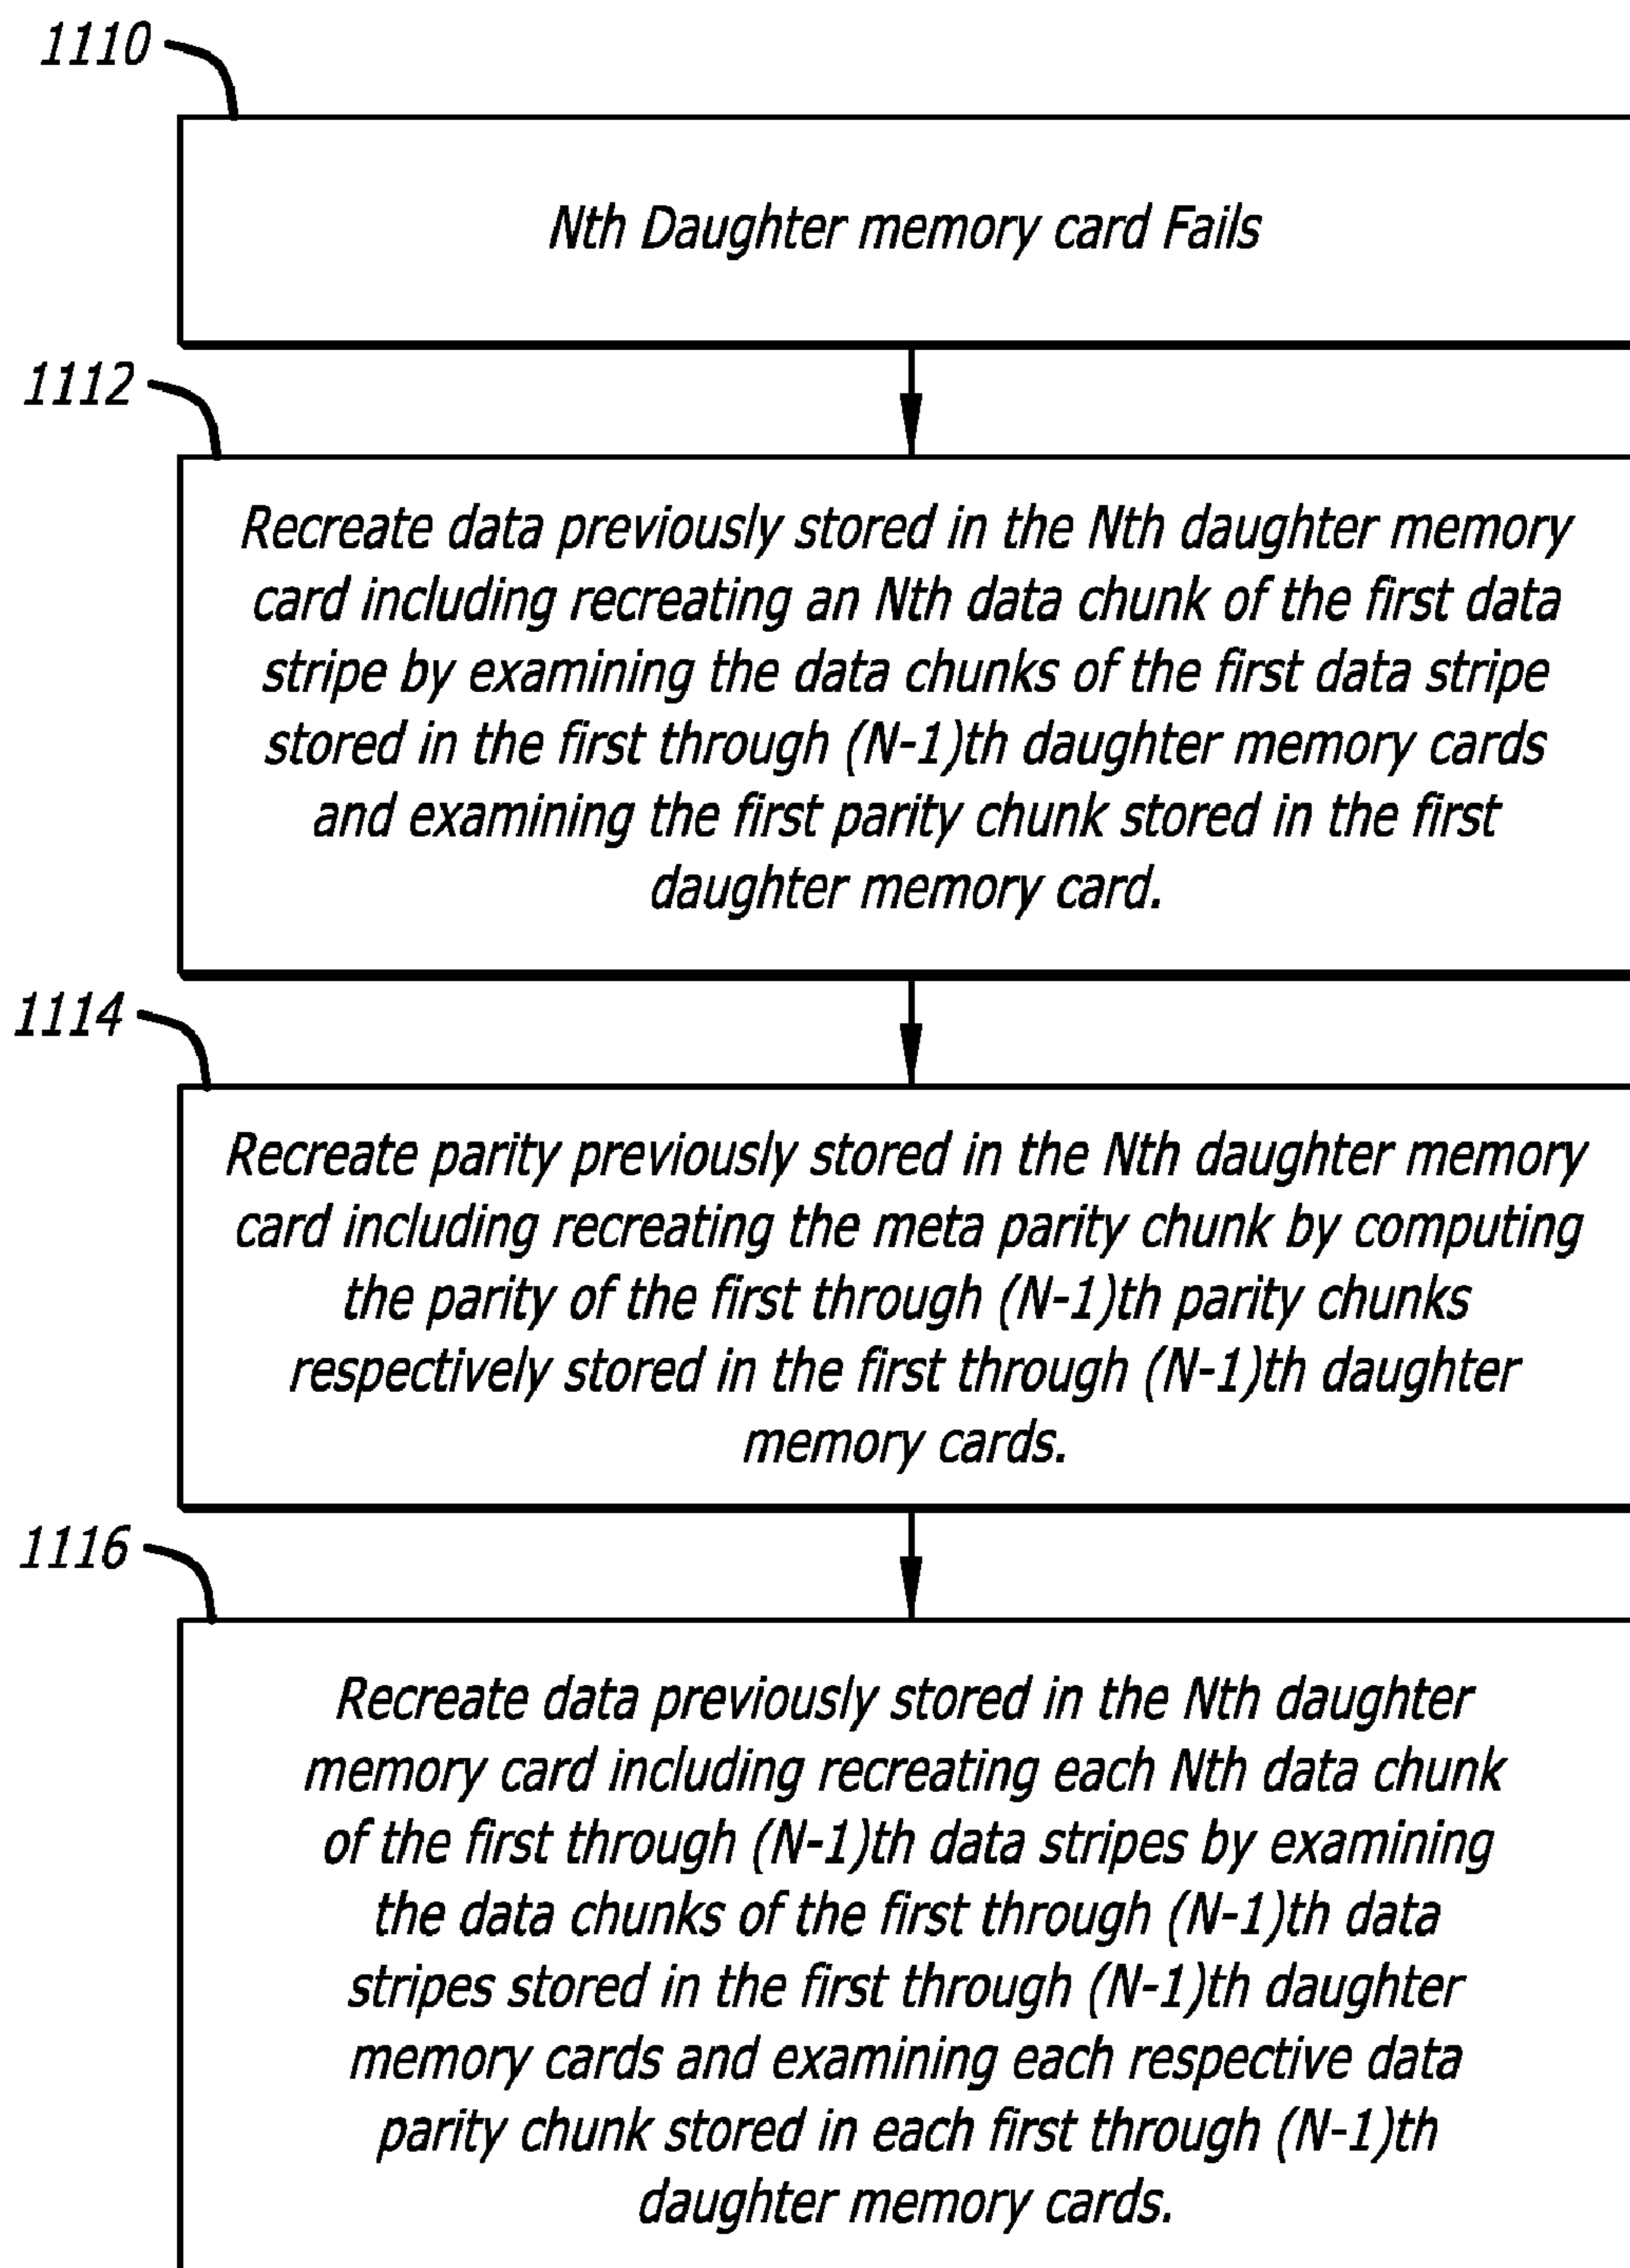 1110
Nth Daughter memory card Fails
1112
Recreate data previously stored in the Nth daughter memory
card including recreating an Nth data chunk of the first data
stripe by examining the data chunks of the first data stripe
stored in the first through (N-1)th daughter memory cards
and examining the first parity chunk stored in the first
daughter memory card.
1114
Recreate parity previously stored in the Nth daughter memory
card including recreating the meta parity chunk by computing
the parity of the first through (N-1)th parity chunks
respectively stored in the first through (N-1)th daughter
memory cards.
1116
Recreate data previously stored in the Nth daughter
memory card including recreating each Nth data chunk
of the first through (N-1)th data stripes by examining
the data chunks of the first through (N-1)th data
stripes stored in the first through (N-1)th daughter
memory cards and examining each respective data
parity chunk stored in each first through (N-1)th
daughter memory cards.